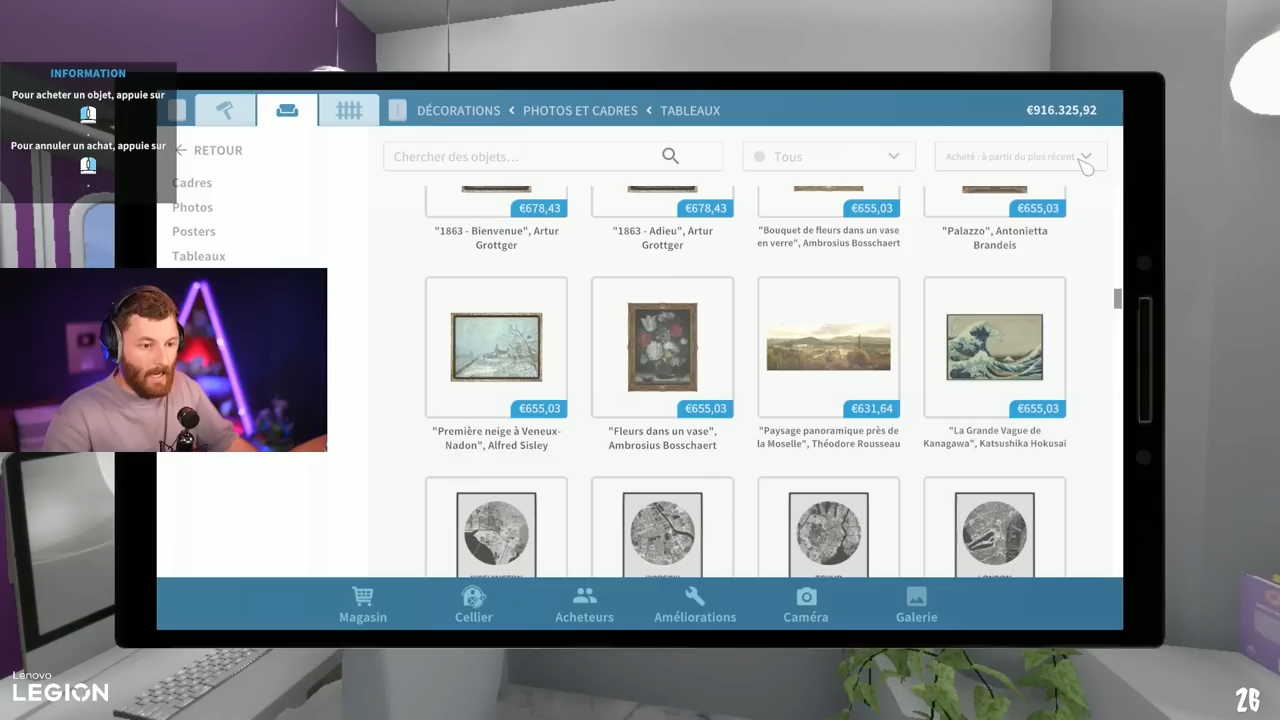 INFORMATION
Pour acheter un objet, appuie sur
.
Pour annuler un achat, appuie sur
.
DÉCORATIONS < PHOTOS ET CADRES < TABLEAUX
€916.325,92
← RETOUR
Chercher des objets...
Tous
Acheté : à partir du plus récent
Cadres
Photos
Posters
Tableaux
€678,43
€678,43
€655,03
€655,03
"1863 - Bienvenue", Artur
Grottger
"1863 - Adieu", Artur
Grottger
"Bouquet de fleurs dans un vase
en verre", Ambrosius Bosschaert
"Palazzo", Antonietta
Brandeis
€655,03
€655,03
€631,64
€655,03
"Première neige à Veneux-
Nadon", Alfred Sisley
"Fleurs dans un vase",
Ambrosius Bosschaert
"Paysage panoramique près de
la Moselle", Théodore Rousseau
"La Grande Vague de
Kanagawa", Katsushika Hokusai
Magasin
Cellier
Acheteurs
Améliorations
Caméra
Galerie
Lenovo
LEGION
26